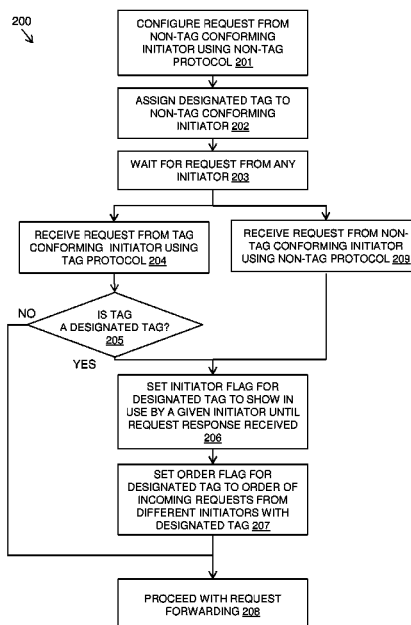 200
CONFIGURE REQUEST FROM
NON-TAG CONFORMING
INITIATOR USING NON-TAG
PROTOCOL 201
ASSIGN DESIGNATED TAG TO
NON-TAG CONFORMING
INITIATOR 202
WAIT FOR REQUEST FROM ANY
INITIATOR 203
RECEIVE REQUEST FROM TAG
CONFORMING INITIATOR USING
TAG PROTOCOL 204
RECEIVE REQUEST FROM NON-
TAG CONFORMING INITIATOR
USING NON-TAG PROTOCOL 209
NO
IS TAG
A DESIGNATED TAG?
205
YES
SET INITIATOR FLAG FOR
DESIGNATED TAG TO SHOW IN
USE BY A GIVEN INITIATOR UNTIL
REQUEST RESPONSE RECEIVED
206
SET ORDER FLAG FOR
DESIGNATED TAG TO ORDER OF
INCOMING REQUESTS FROM
DIFFERENT INITIATORS WITH
DESIGNATED TAG 207
PROCEED WITH REQUEST
FORWARDING 208